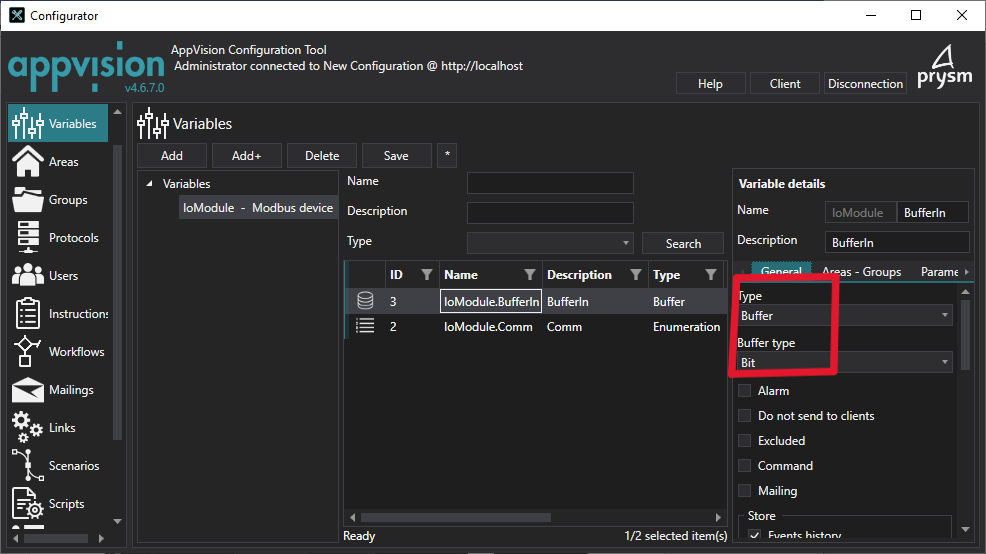 Configurator
appvision
v4.6.7.0
AppVision Configuration Tool
Administrator connected to New Configuration @ http://localhost
Help
Client
Disconnection
prysm
Variables
Areas
Groups
Protocols
Users
Instructions
Workflows
Mailings
Links
Scenarios
Scripts
Variables
Add
Add+
Delete
Save
*
Variables
IoModule - Modbus device
Name
Description
Type
Search
ID Name Description Type
3 IoModule.BufferIn BufferIn Buffer
2 IoModule.Comm Comm Enumeration
Ready
1/2 selected item(s)
Variable details
Name IoModule BufferIn
Description BufferIn
General Areas - Groups Parame
Type
Buffer
Buffer type
Bit
Alarm
Do not send to clients
Excluded
Command
Mailing
Store
Events history